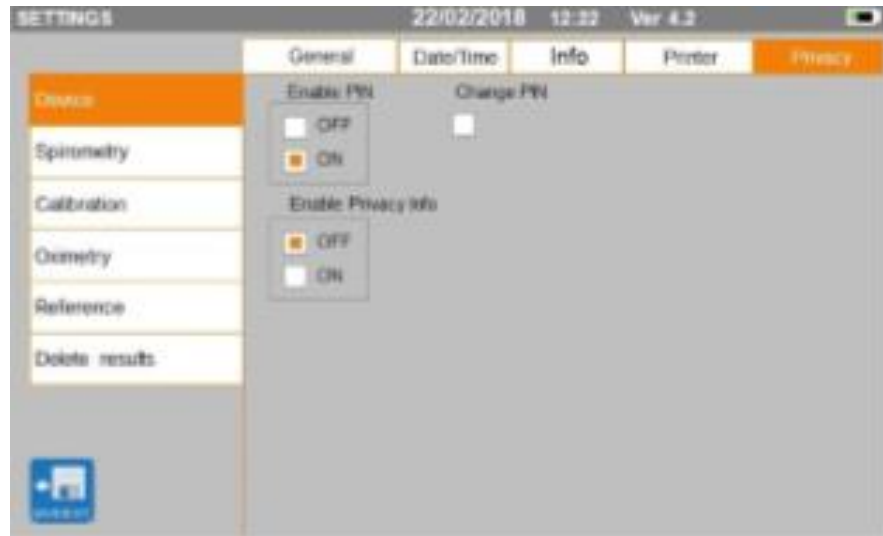 SETTINGS 22/02/2018 12:22 Ver 4.2
General Date/Time Info Printer Privacy
Device
Spirometry
Calibration
Oximetry
Reference
Delete results
Enable PIN
OFF
ON
Change PIN
Enable Privacy Info
OFF
ON